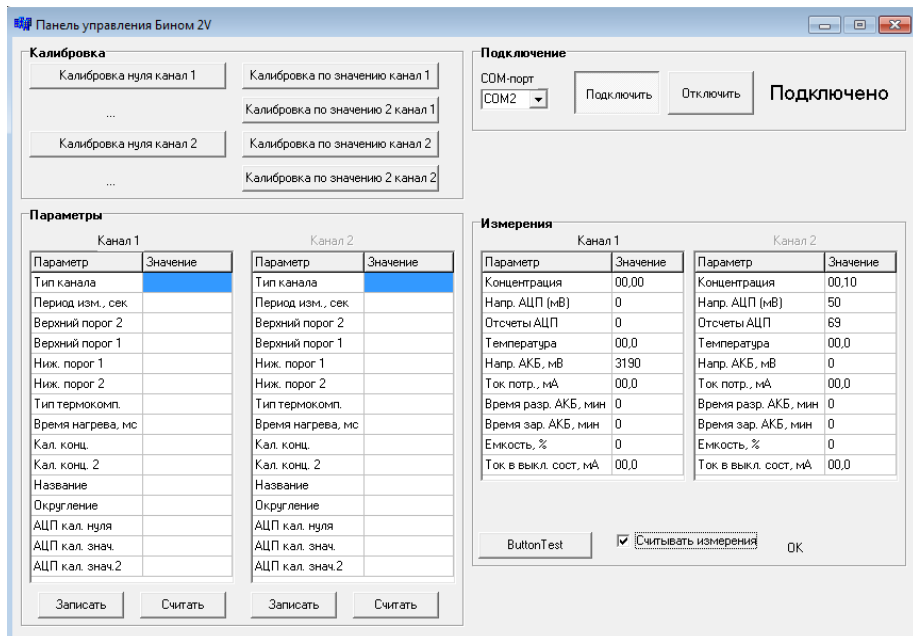 Панель управления Бином 2V
Калибровка
Калибровка нуля канал 1
Калибровка по значению канал 1
...
Калибровка по значению 2 канал 1
Калибровка нуля канал 2
Калибровка по значению канал 2
...
Калибровка по значению 2 канал 2
Подключение
COM-порт
COM2
Подключить
Отключить
Подключено
Параметры
Канал 1
Параметр Значение
Тип канала
Период изм., сек
Верхний порог 2
Верхний порог 1
Ниж. порог 1
Ниж. порог 2
Тип термокомп.
Время нагрева, мс
Кал. конц.
Кал. конц. 2
Название
Округление
АЦП кал. нуля
АЦП кал. знач.
АЦП кал. знач.2
Записать
Считать
Канал 2
Параметр Значение
Тип канала
Период изм., сек
Верхний порог 2
Верхний порог 1
Ниж. порог 1
Ниж. порог 2
Тип термокомп.
Время нагрева, мс
Кал. конц.
Кал. конц. 2
Название
Округление
АЦП кал. нуля
АЦП кал. знач.
АЦП кал. знач.2
Записать
Считать
Измерения
Канал 1
Параметр Значение
Концентрация 00,00
Напр. АЦП (мВ) 0
Отсчеты АЦП 0
Температура 00,0
Напр. АКБ, мВ 3190
Ток потр., мА 00,0
Время разр. АКБ, мин 0
Время зар. АКБ, мин 0
Емкость, % 0
Ток в выкл. сост, мА 00,0
Канал 2
Параметр Значение
Концентрация 00,10
Напр. АЦП (мВ) 50
Отсчеты АЦП 69
Температура 00,0
Напр. АКБ, мВ 0
Ток потр., мА 00,0
Время разр. АКБ, мин 0
Время зар. АКБ, мин 0
Емкость, % 0
Ток в выкл. сост, мА 00,0
ButtonTest
Считывать измерения
OK